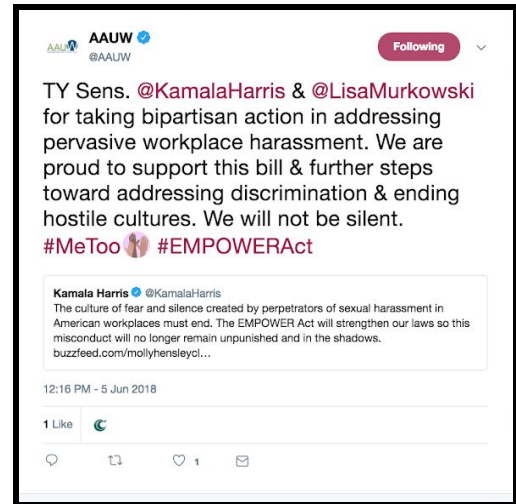 AAUW
AAUW
@AAUW
Following
TY Sens. @KamalaHarris & @LisaMurkowski
for taking bipartisan action in addressing
pervasive workplace harassment. We are
proud to support this bill & further steps
toward addressing discrimination & ending
hostile cultures. We will not be silent.
#MeToo #EMPOWERAct
Kamala Harris @KamalaHarris
The culture of fear and silence created by perpetrators of sexual harassment in
American workplaces must end. The EMPOWER Act will strengthen our laws so this
misconduct will no longer remain unpunished and in the shadows.
buzzfeed.com/mollyhensleycl...
12:16 PM - 5 Jun 2018
1 Like
1